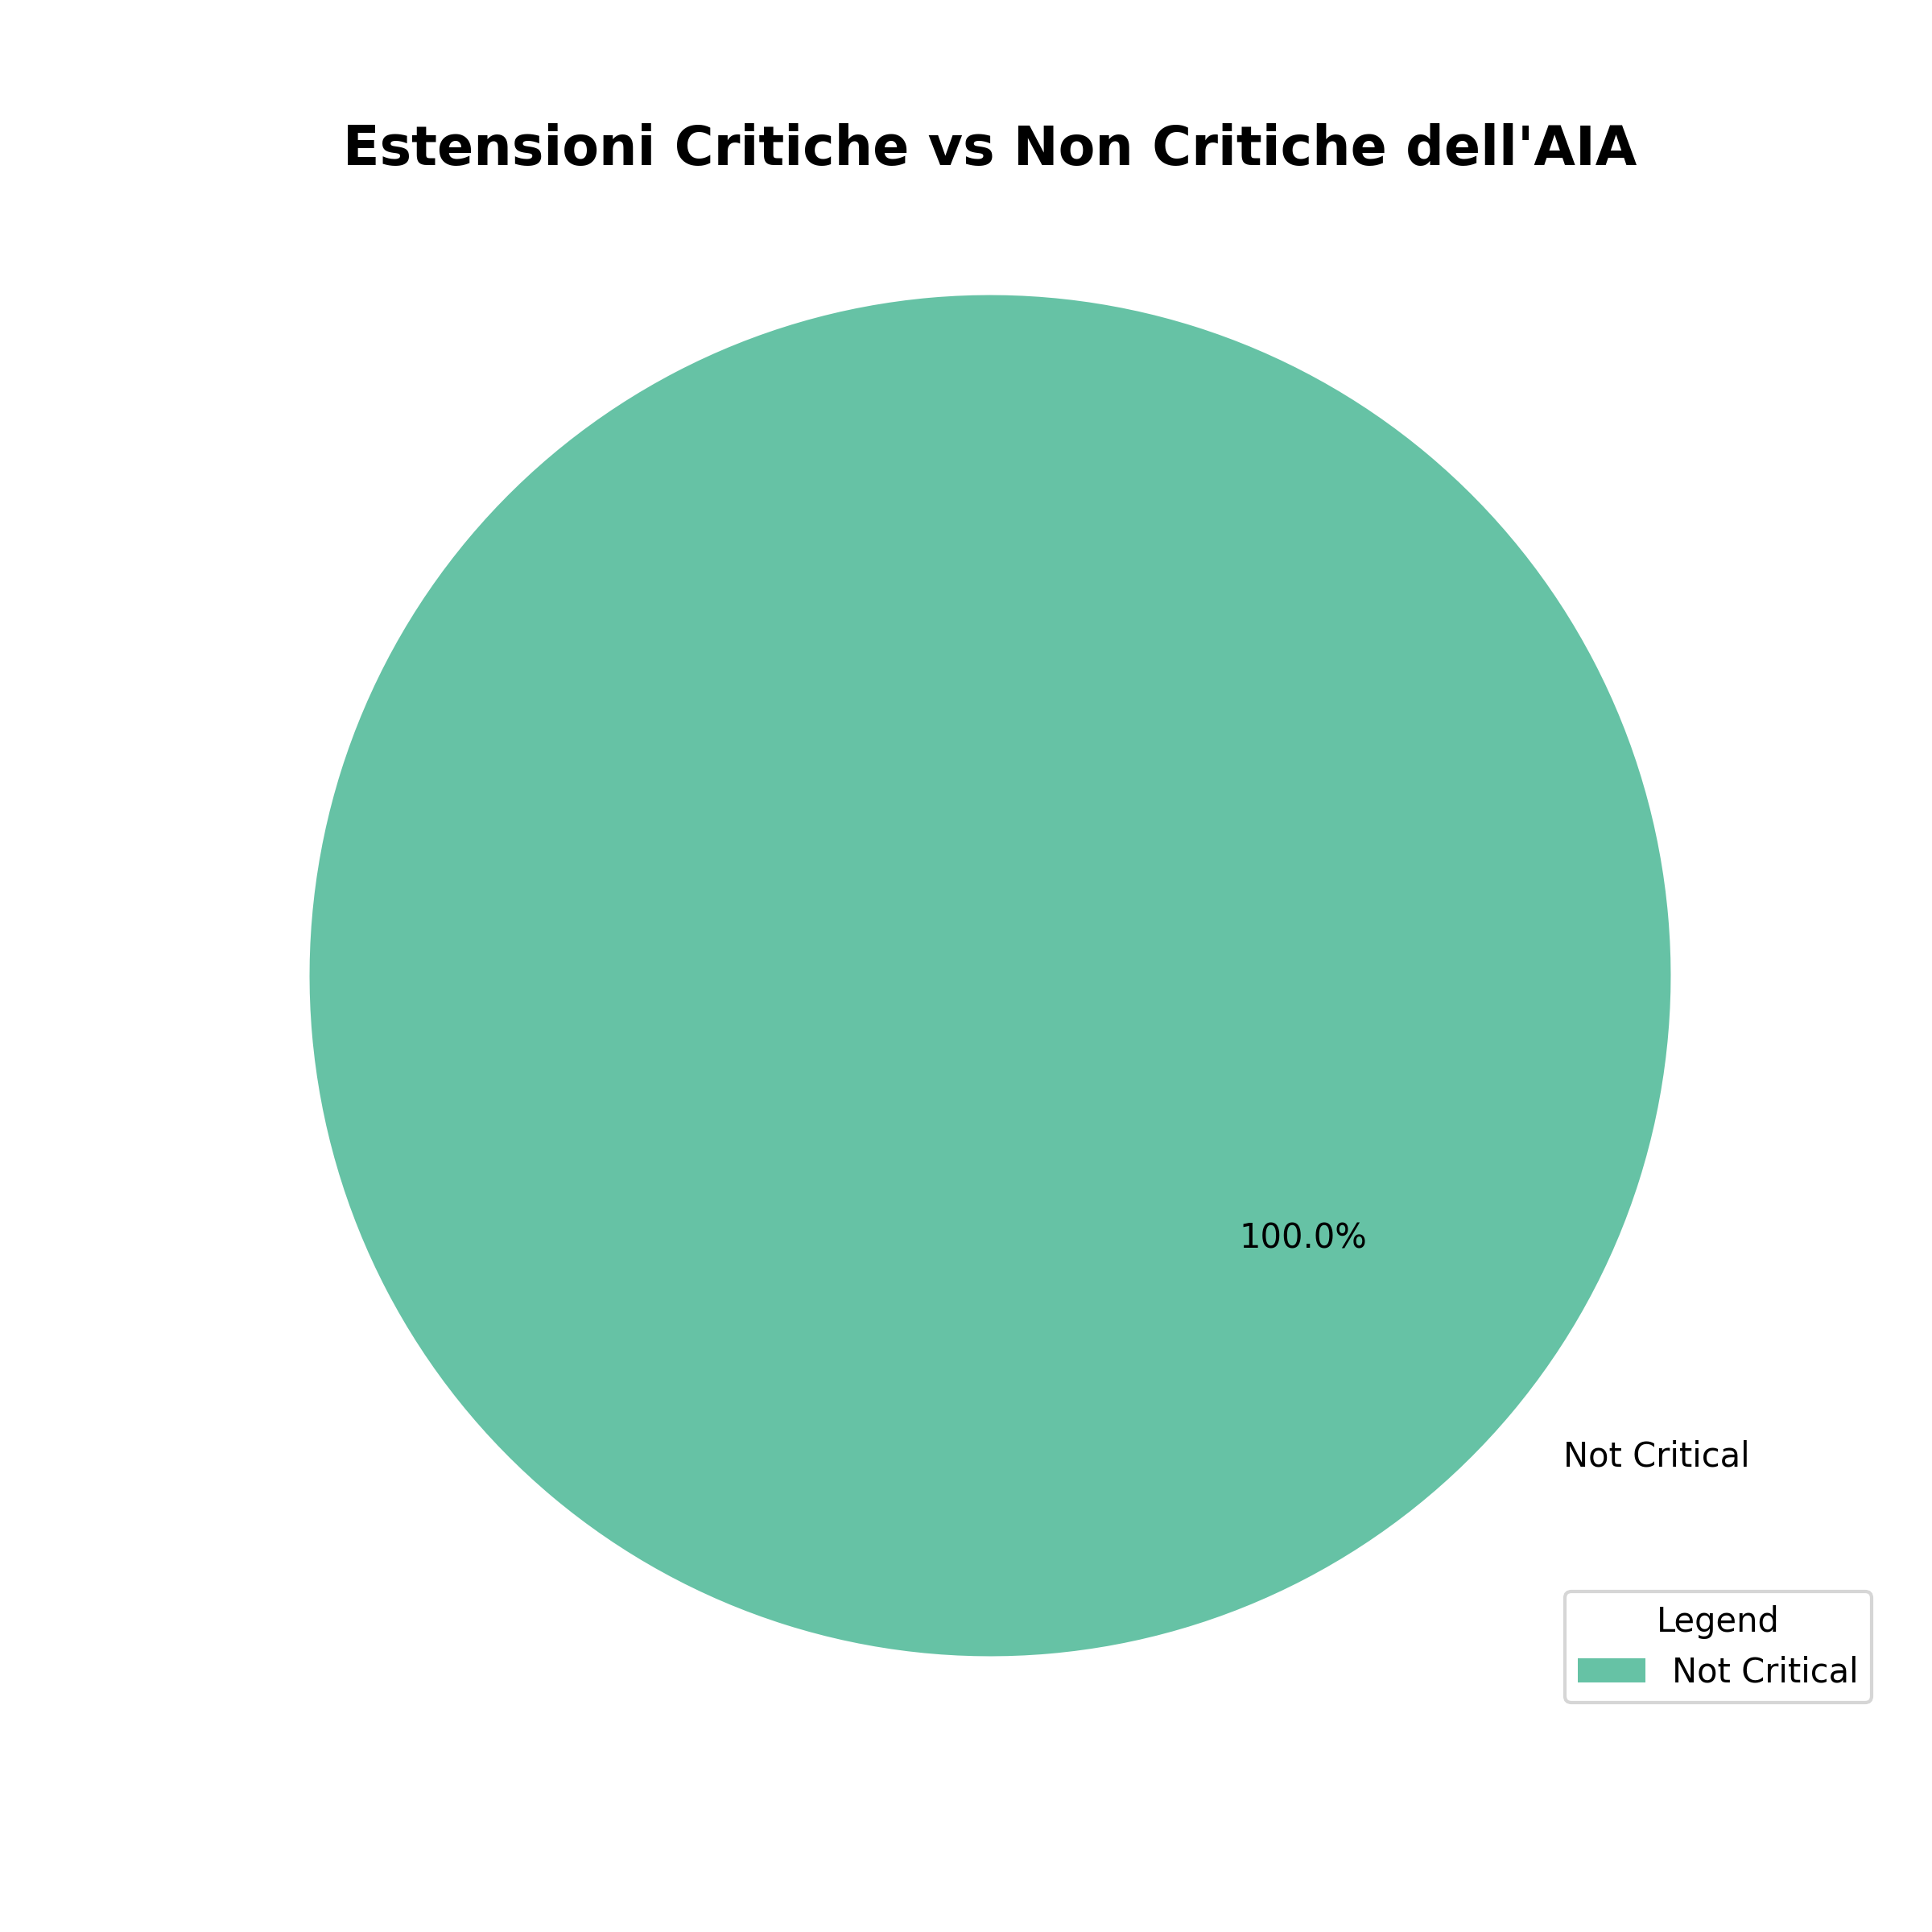 Estensioni Critiche vs Non Critiche dell'AIA
100.0%
Not Critical
Legend
Not Critical